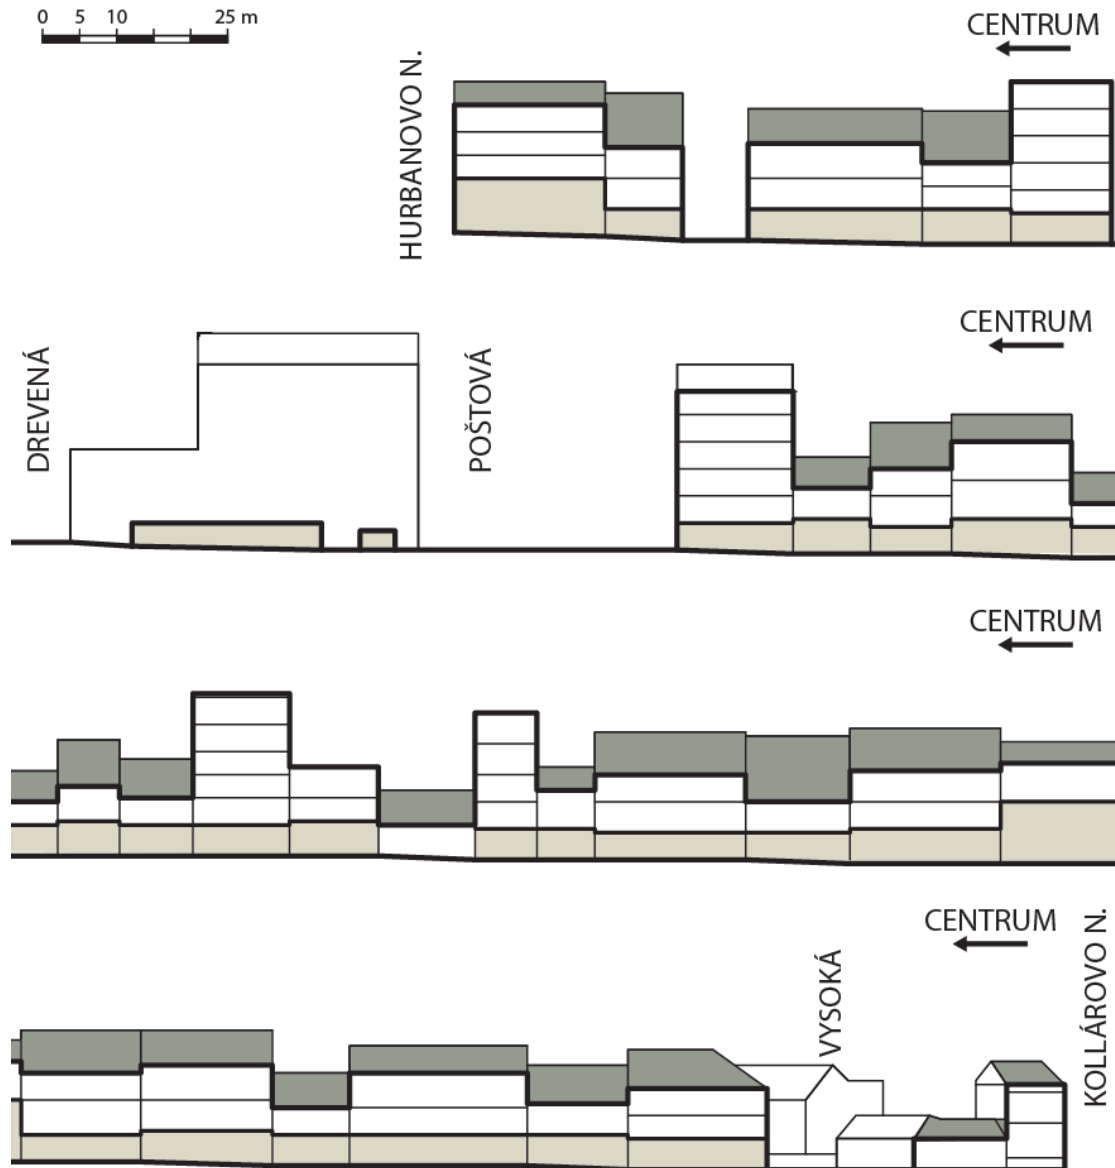 0 5 10 25 m
CENTRUM
HURBANOVO N.
CENTRUM
DREVENÁ
POŠTOVÁ
CENTRUM
CENTRUM
VYSOKÁ
KOLLÁROVO N.